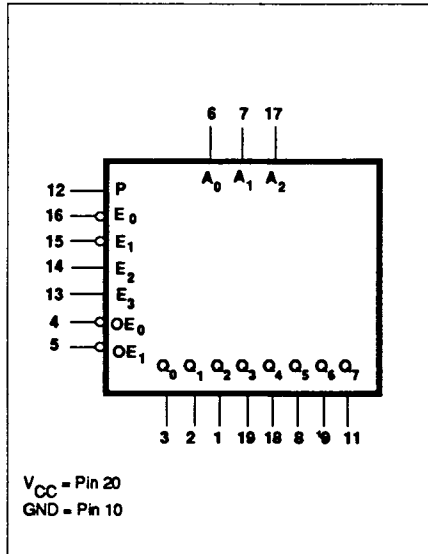 6 7 17
A0 A1 A2
12 P
16 E0
15 E1
14 E2
13 E3
4 OE0
5 OE1
Q0 Q1 Q2 Q3 Q4 Q5 Q6 Q7
3 2 1 19 18 8 9 11
VCC = Pin 20
GND = Pin 10